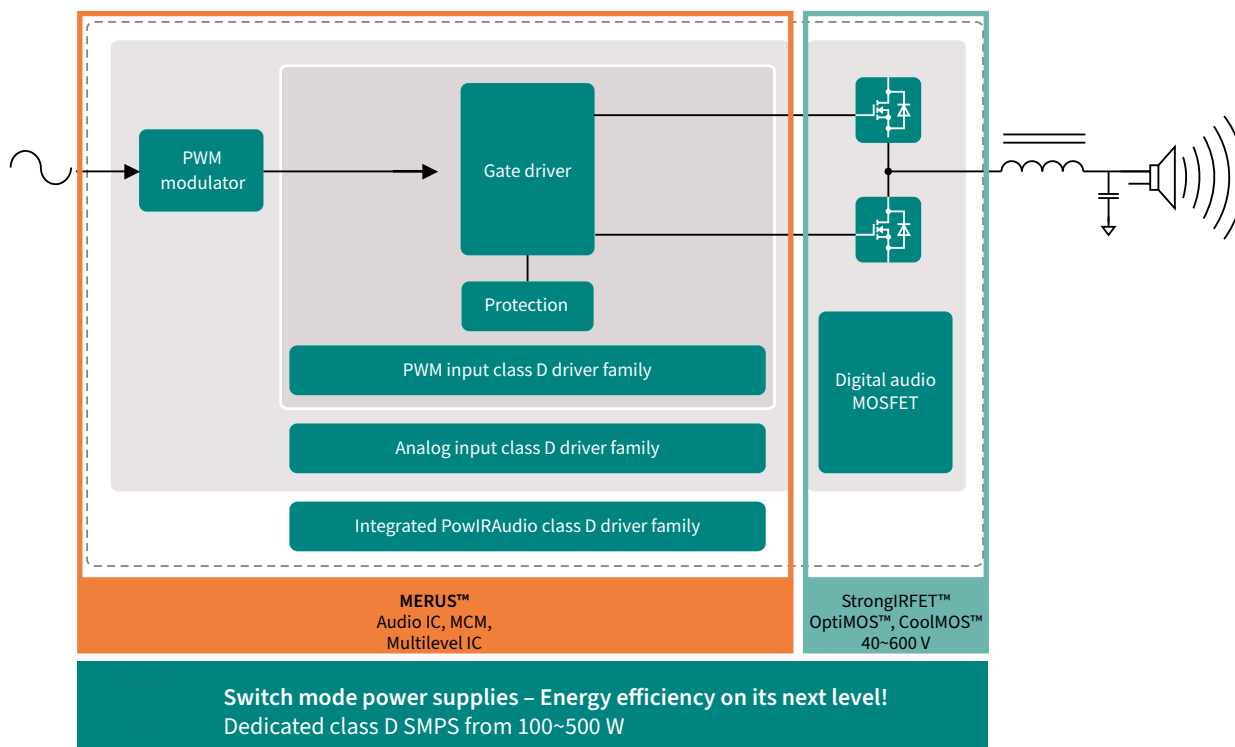 PWM
modulator
Gate driver
Protection
PWM input class D driver family
Analog input class D driver family
Integrated PowIRAudio class D driver family
Digital audio
MOSFET
MERUS™
Audio IC, MCM,
Multilevel IC
StrongIRFET™
OptiMOS™, CoolMOS™
40~600 V
Switch mode power supplies – Energy efficiency on its next level!
Dedicated class D SMPS from 100~500 W